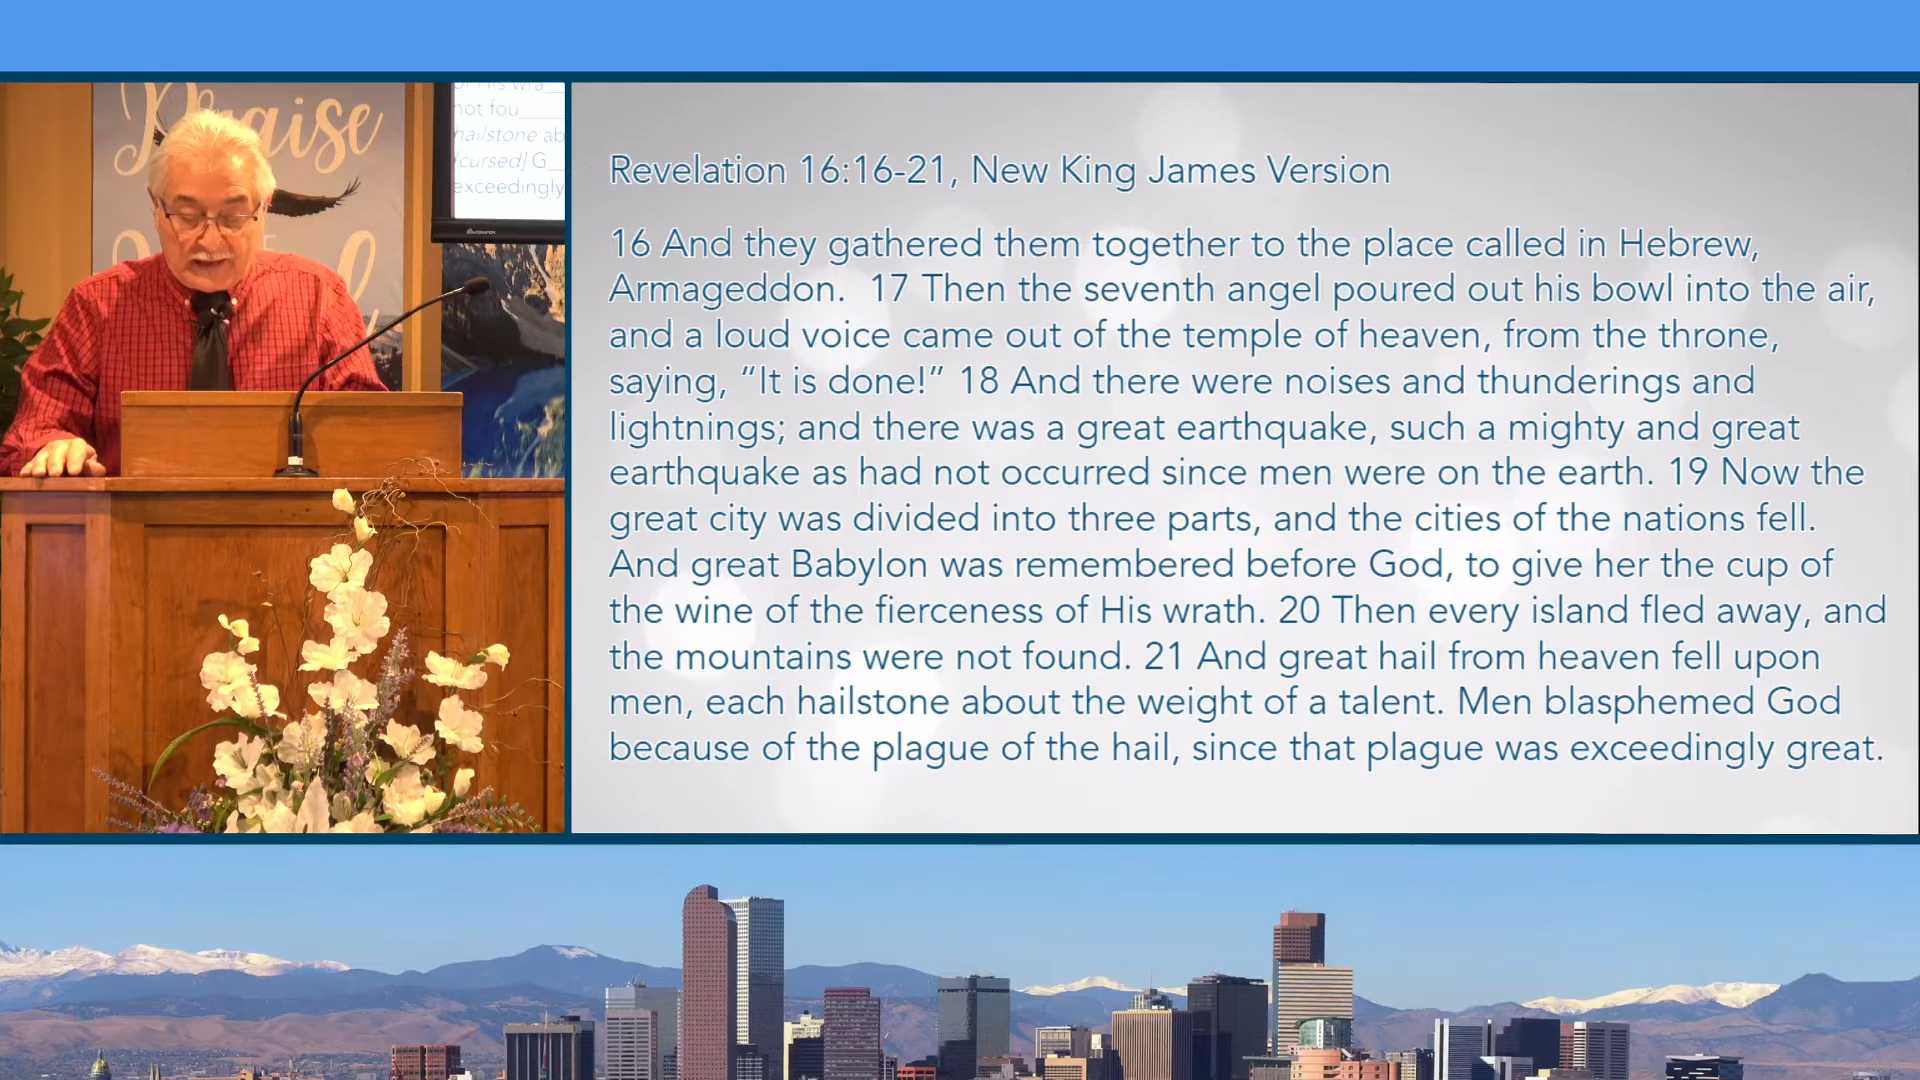 Praise
not fou
hailstone ab
[cursed] G
exceedingly
Revelation 16:16-21, New King James Version
16 And they gathered them together to the place called in Hebrew,
Armageddon.  17 Then the seventh angel poured out his bowl into the air,
and a loud voice came out of the temple of heaven, from the throne,
saying, “It is done!” 18 And there were noises and thunderings and
lightnings; and there was a great earthquake, such a mighty and great
earthquake as had not occurred since men were on the earth. 19 Now the
great city was divided into three parts, and the cities of the nations fell.
And great Babylon was remembered before God, to give her the cup of
the wine of the fierceness of His wrath. 20 Then every island fled away, and
the mountains were not found. 21 And great hail from heaven fell upon
men, each hailstone about the weight of a talent. Men blasphemed God
because of the plague of the hail, since that plague was exceedingly great.